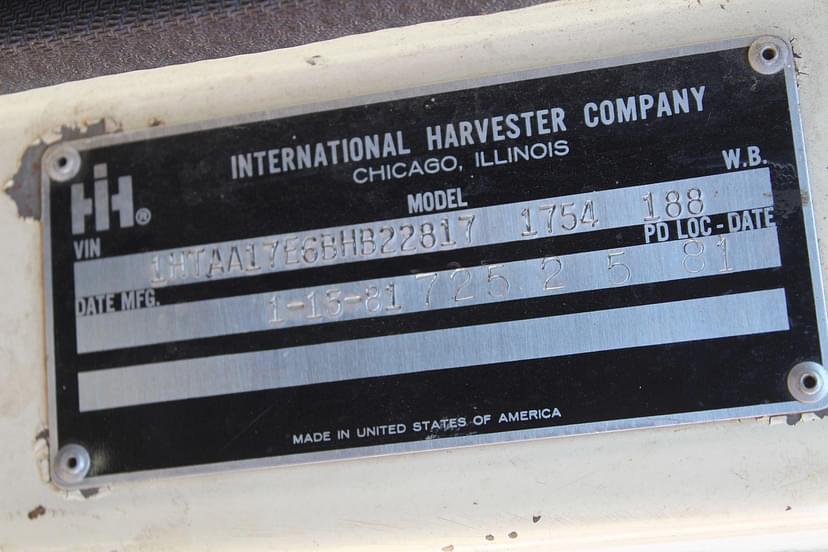 INTERNATIONAL HARVESTER COMPANY
CHICAGO, ILLINOIS
IH®
MODEL W.B.
VIN 1HTAA17E6BHB22817 1754 188
PD LOC - DATE
DATE MFG. 1-15-81 725 2 5 81
MADE IN UNITED STATES OF AMERICA